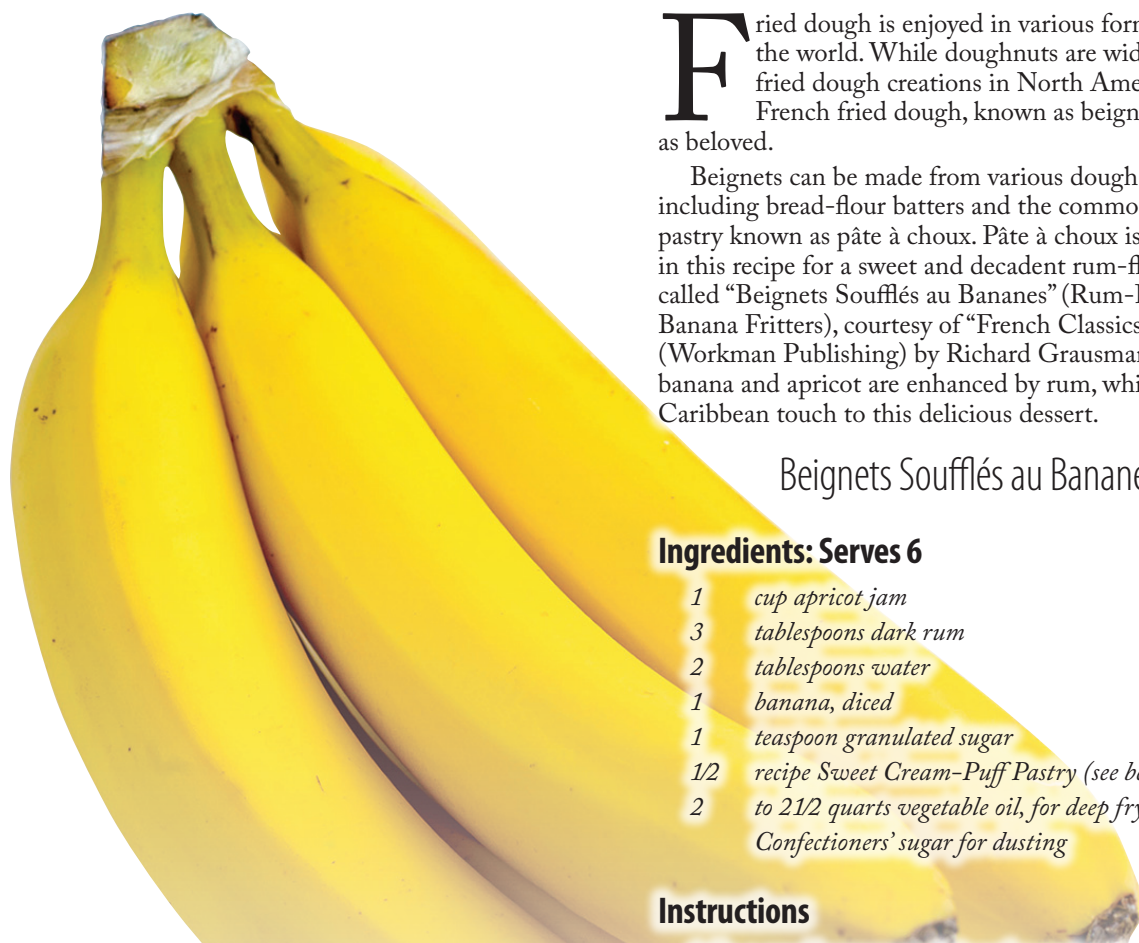 Fried dough is enjoyed in various for
the world. While doughnuts are wid
fried dough creations in North Ame
French fried dough, known as beign
as beloved.
Beignets can be made from various dough
including bread-flour batters and the commo
pastry known as pâte à choux. Pâte à choux is
in this recipe for a sweet and decadent rum-fl
called “Beignets Soufflés au Bananes” (Rum-
Banana Fritters), courtesy of “French Classics
(Workman Publishing) by Richard Grausma
banana and apricot are enhanced by rum, whi
Caribbean touch to this delicious dessert.
Beignets Soufflés au Banane
Ingredients: Serves 6
1 cup apricot jam
3 tablespoons dark rum
2 tablespoons water
1 banana, diced
1 teaspoon granulated sugar
1/2 recipe Sweet Cream-Puff Pastry (see be
2 to 21/2 quarts vegetable oil, for deep fry
Confectioners’ sugar for dusting
Instructions